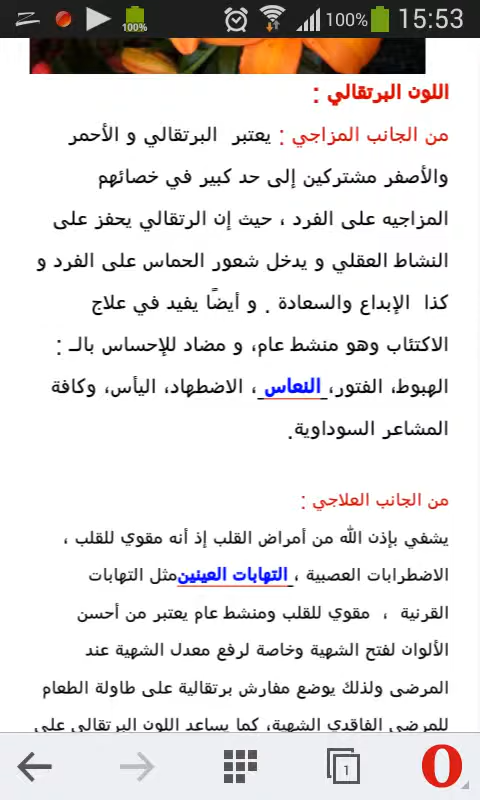 100%
100%
15:53
اللون البرتقالي :
من الجانب المزاجي : يعتبر البرتقالي و الأحمر
والأصفر مشتركين إلى حد كبير في خصائهم
المزاجيه على الفرد ، حيث إن الرتقالي يحفز على
النشاط العقلي و يدخل شعور الحماس على الفرد و
كذا الإبداع والسعادة . و أيضًا يفيد في علاج
الاكتئاب وهو منشط عام، و مضاد للإحساس بالـ :
الهبوط، الفتور، النعاس ، الاضطهاد، اليأس، وكافة
المشاعر السوداوية.
من الجانب العلاجي :
يشفي بإذن الله من أمراض القلب إذ أنه مقوي للقلب ،
الاضطرابات العصبية ، التهابات العينين مثل التهابات
القرنية ، مقوي للقلب ومنشط عام يعتبر من أحسن
الألوان لفتح الشهية وخاصة لرفع معدل الشهية عند
المرضى ولذلك يوضع مفارش برتقالية على طاولة الطعام
للمرضى الفاقدي الشهية، كما يساعد اللون البرتقالي على
1